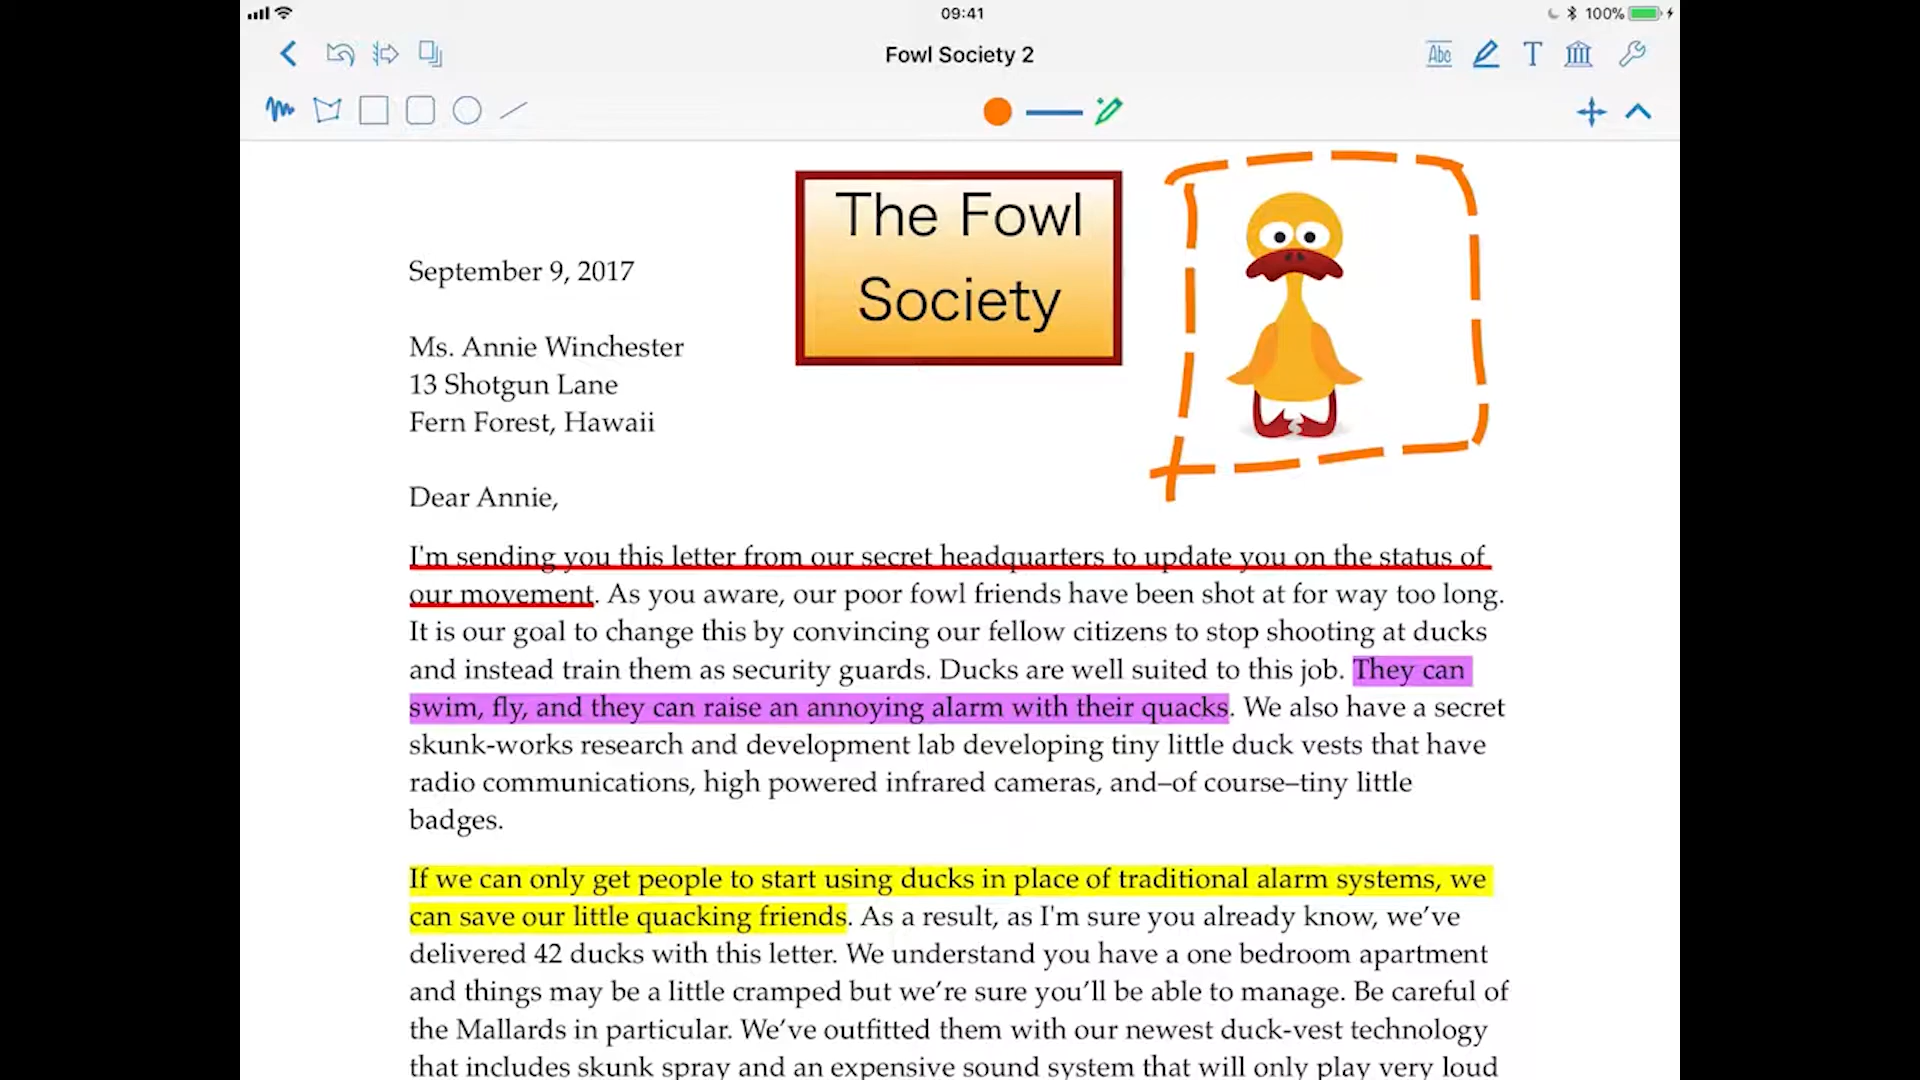 09:41
100%
Fowl Society 2
Abc
T
The Fowl
Society
September 9, 2017
Ms. Annie Winchester
13 Shotgun Lane
Fern Forest, Hawaii
Dear Annie,
I'm sending you this letter from our secret headquarters to update you on the status of
our movement. As you aware, our poor fowl friends have been shot at for way too long.
It is our goal to change this by convincing our fellow citizens to stop shooting at ducks
and instead train them as security guards. Ducks are well suited to this job. They can
swim, fly, and they can raise an annoying alarm with their quacks. We also have a secret
skunk-works research and development lab developing tiny little duck vests that have
radio communications, high powered infrared cameras, and–of course–tiny little
badges.
If we can only get people to start using ducks in place of traditional alarm systems, we
can save our little quacking friends. As a result, as I'm sure you already know, we’ve
delivered 42 ducks with this letter. We understand you have a one bedroom apartment
and things may be a little cramped but we’re sure you’ll be able to manage. Be careful of
the Mallards in particular. We’ve outfitted them with our newest duck-vest technology
that includes skunk spray and an expensive sound system that will only play very loud